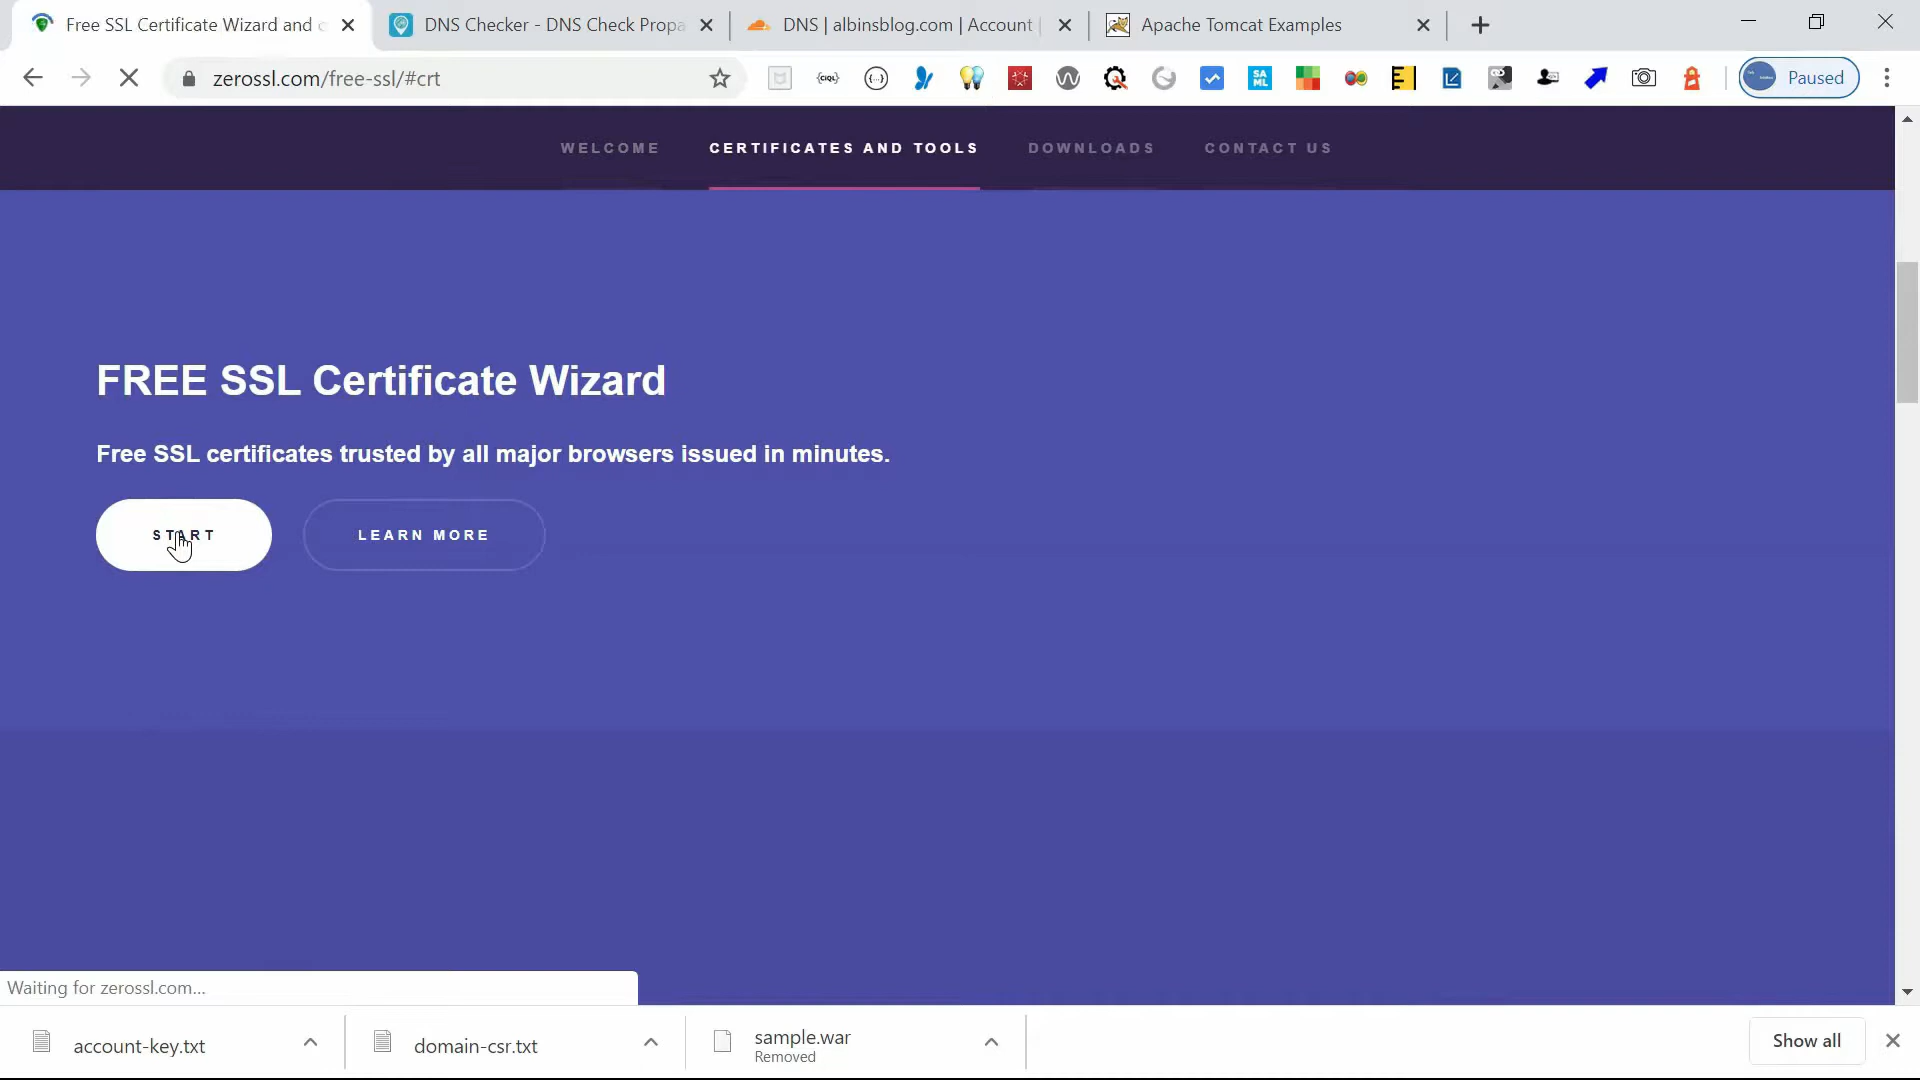 Free SSL Certificate Wizard and c
DNS Checker - DNS Check Propa
DNS | albinsblog.com | Account
Apache Tomcat Examples
zerossl.com/free-ssl/#crt
CIQL
SA
ML
Paused
WELCOME
CERTIFICATES AND TOOLS
DOWNLOADS
CONTACT US
FREE SSL Certificate Wizard
Free SSL certificates trusted by all major browsers issued in minutes.
START
LEARN MORE
Waiting for zerossl.com...
account-key.txt
domain-csr.txt
sample.war
Removed
Show all